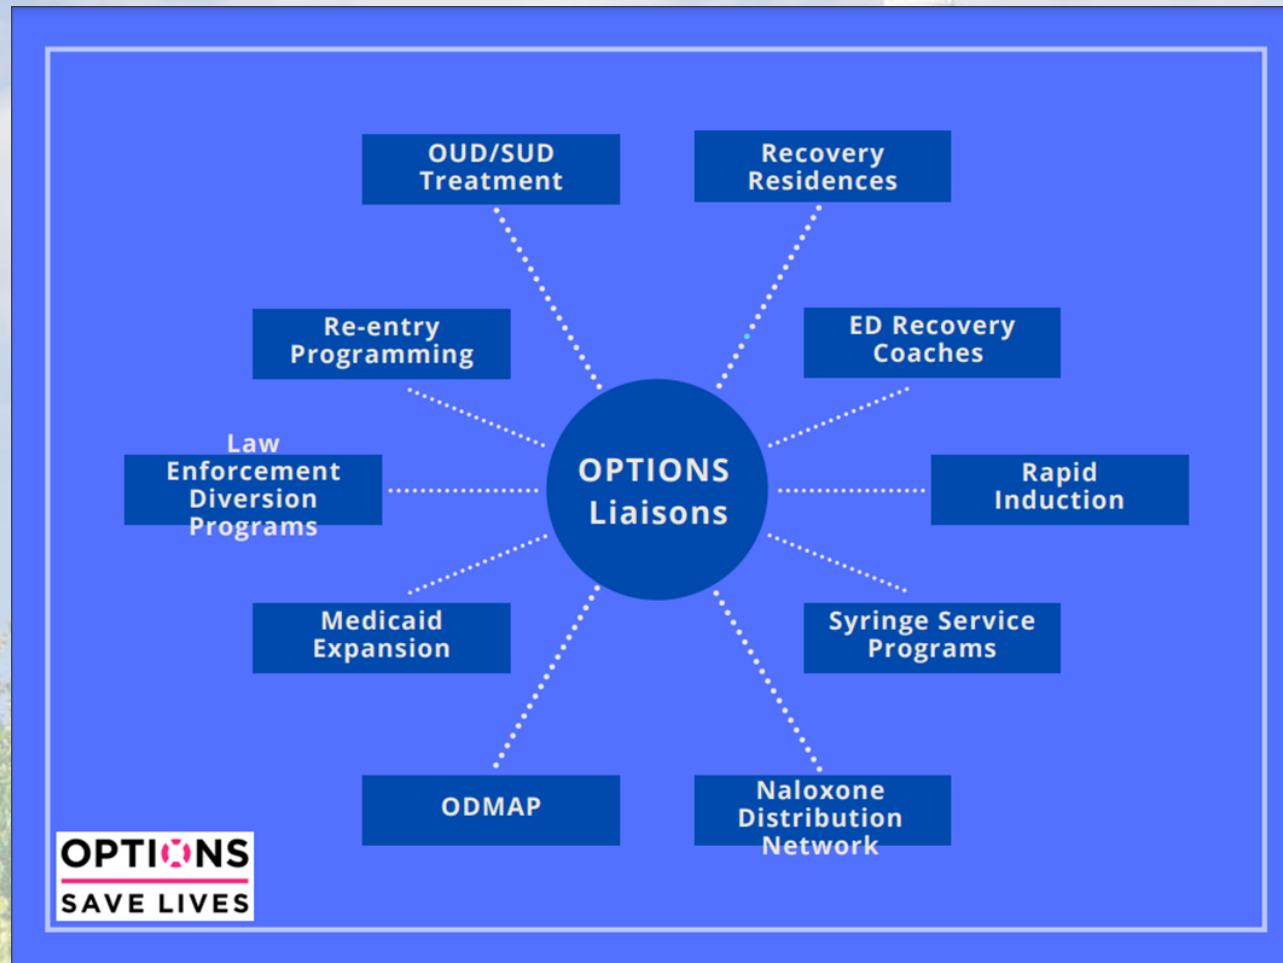 OUD/SUD
Treatment
Recovery
Residences
Re-entry
Programming
ED Recovery
Coaches
Law
Enforcement
Diversion
Programs
OPTIONS
Liaisons
Rapid
Induction
Medicaid
Expansion
Syringe Service
Programs
ODMAP
Naloxone
Distribution
Network
OPTIONS
SAVE LIVES